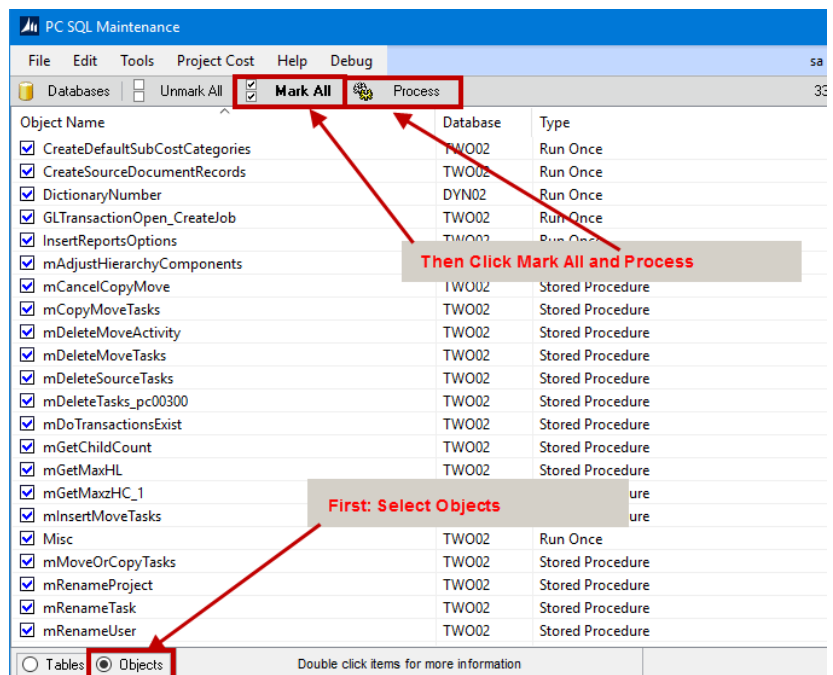 PC SQL Maintenance
File Edit Tools Project Cost Help Debug sa
Databases Unmark All Mark All Process 33
Object Name Database Type
CreateDefaultSubCostCategories TWO02 Run Once
CreateSourceDocumentRecords TWO02 Run Once
DictionaryNumber DYN02 Run Once
GLTransactionOpen_CreateJob TWO02 Run Once
InsertReportsOptions TWO02 Run Once
mAdjustHierarchyComponents
Then Click Mark All and Process
mCancelCopyMove TWO02 Stored Procedure
mCopyMoveTasks TWO02 Stored Procedure
mDeleteMoveActivity TWO02 Stored Procedure
mDeleteMoveTasks TWO02 Stored Procedure
mDeleteSourceTasks TWO02 Stored Procedure
mDeleteTasks_pc00300 TWO02 Stored Procedure
mDoTransactionsExist TWO02 Stored Procedure
mGetChildCount TWO02 Stored Procedure
mGetMaxHL TWO02 Stored Procedure
mGetMaxzHC_1 ure
First: Select Objects
mInsertMoveTasks ure
Misc TWO02 Run Once
mMoveOrCopyTasks TWO02 Stored Procedure
mRenameProject TWO02 Stored Procedure
mRenameTask TWO02 Stored Procedure
mRenameUser TWO02 Stored Procedure
Tables Objects Double click items for more information